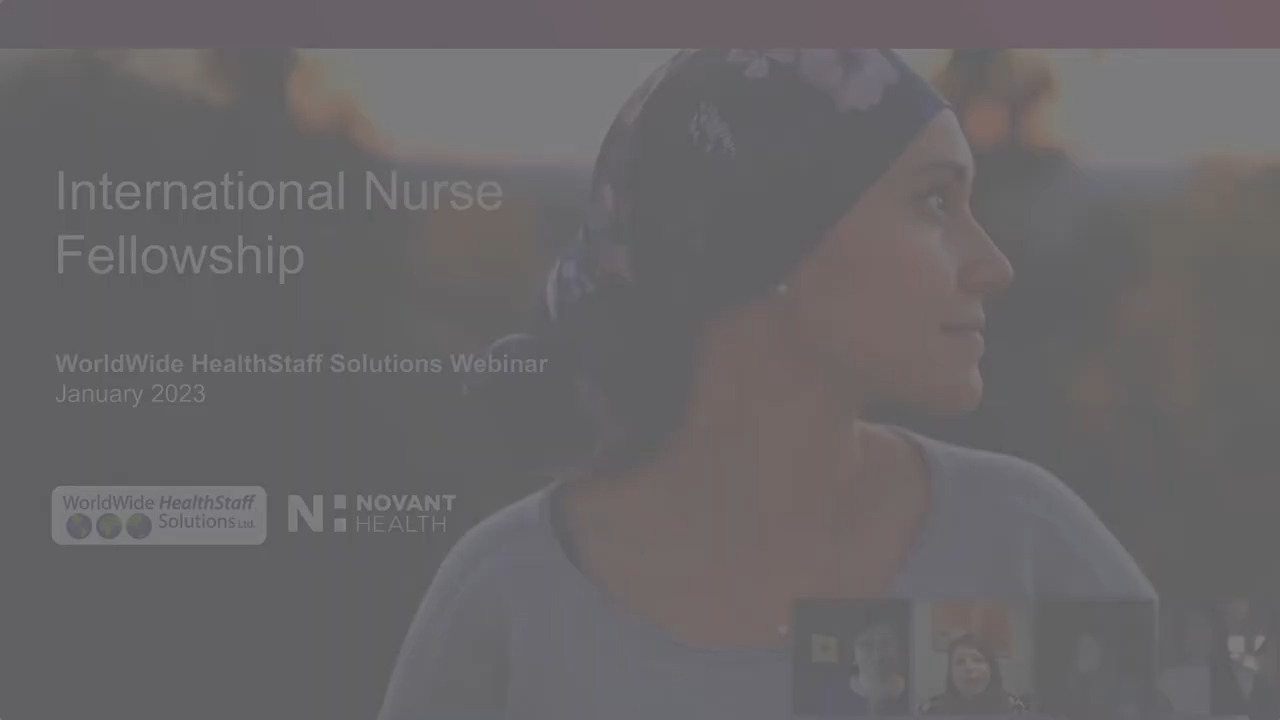 International Nurse
Fellowship
WorldWide HealthStaff Solutions Webinar
January 2023
WorldWide HealthStaff
Solutions Ltd.
N NOVANT
HEALTH